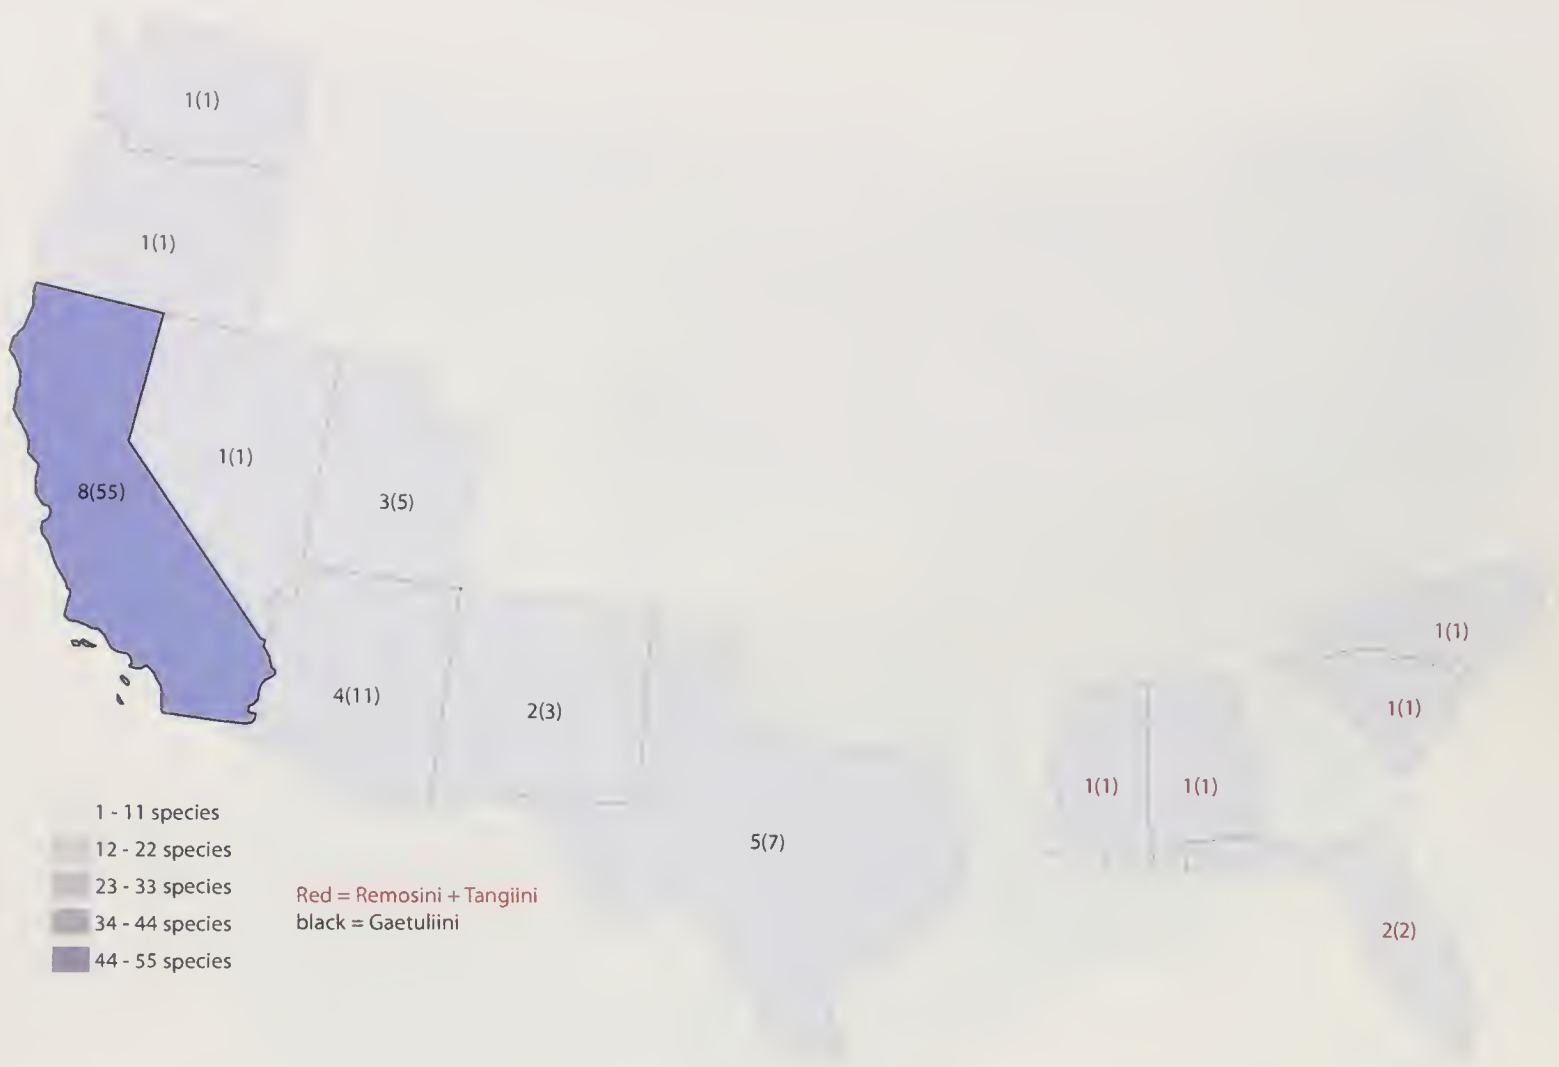 1(1)
1(1)
1(1)
8(55)
3(5)
1(1)
4(11)
2(3)
1(1)
1(1)
1(1)
5(7)
2(2)
1 - 11 species
12 - 22 species
23 - 33 species
34 - 44 species
44 - 55 species
Red = Remosini + Tangiini
black = Gaetuliini